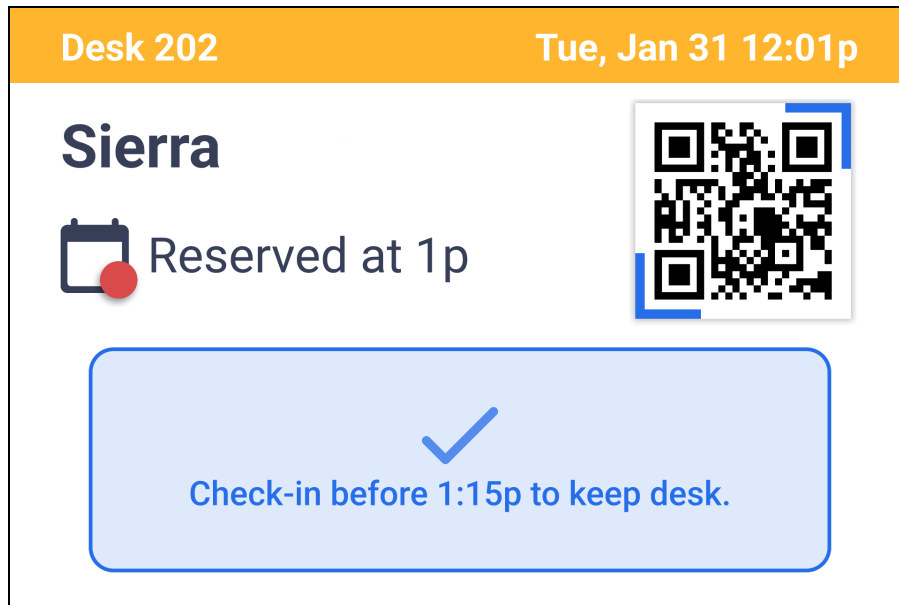 Desk 202 Tue, Jan 31 12:01p
Sierra
Reserved at 1p
Check-in before 1:15p to keep desk.